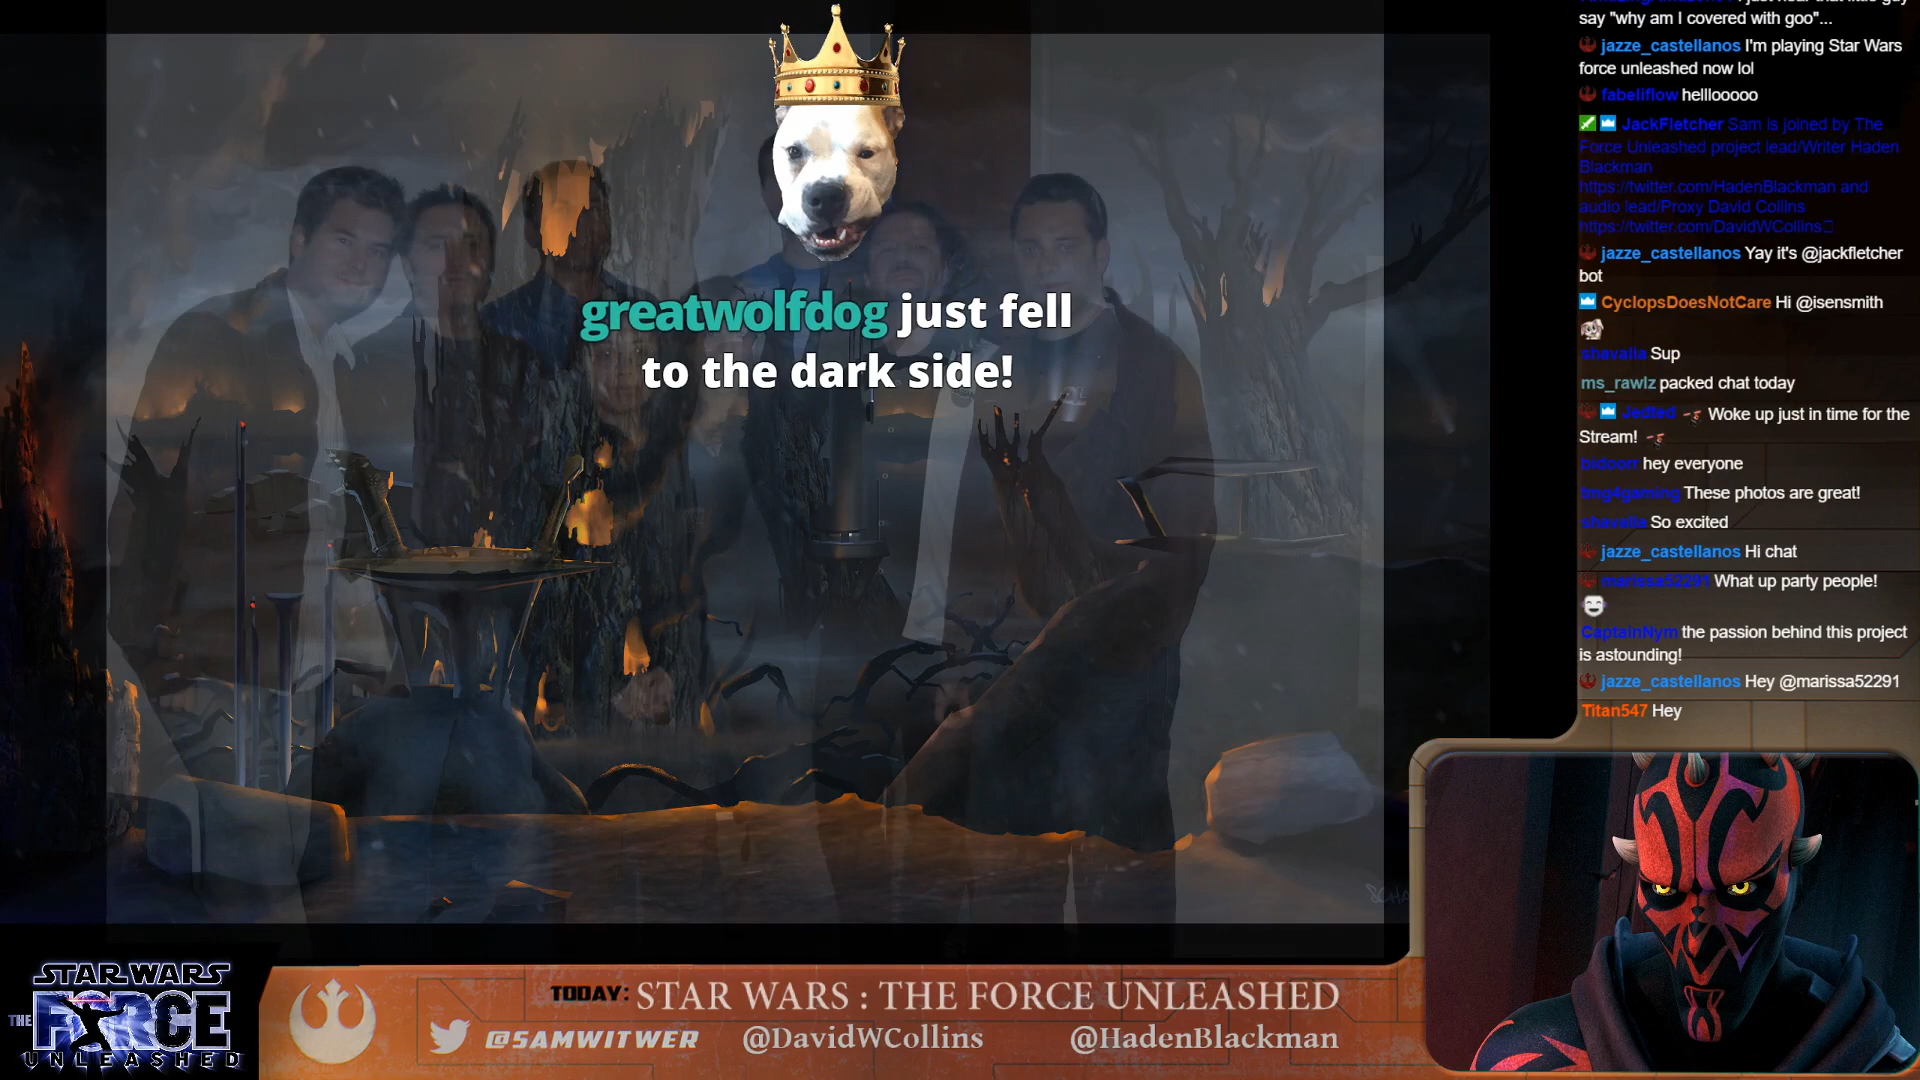 greatwolfdog just fell
to the dark side!
say "why am I covered with goo"...
jazze_castellanos I'm playing Star Wars
force unleashed now lol
fabeliflow hellooooo
JackFletcher Sam is joined by The
Force Unleashed project lead/Writer Haden
Blackman
https://twitter.com/HadenBlackman and
audio lead/Proxy David Collins
https://twitter.com/DavidWCollins
jazze_castellanos Yay it's @jackfletcher
bot
CyclopsDoesNotCare Hi @isensmith
shavalia Sup
ms_rawlz packed chat today
Jedted Woke up just in time for the
Stream!
bidoorr hey everyone
tmg4gaming These photos are great!
shavalia So excited
jazze_castellanos Hi chat
marissa52291 What up party people!
CaptainNym the passion behind this project
is astounding!
jazze_castellanos Hey @marissa52291
Titan547 Hey
STAR WARS
THE FORCE
UNLEASHED
TODAY: STAR WARS : THE FORCE UNLEASHED
@SAMWITWER @DavidWCollins @HadenBlackman